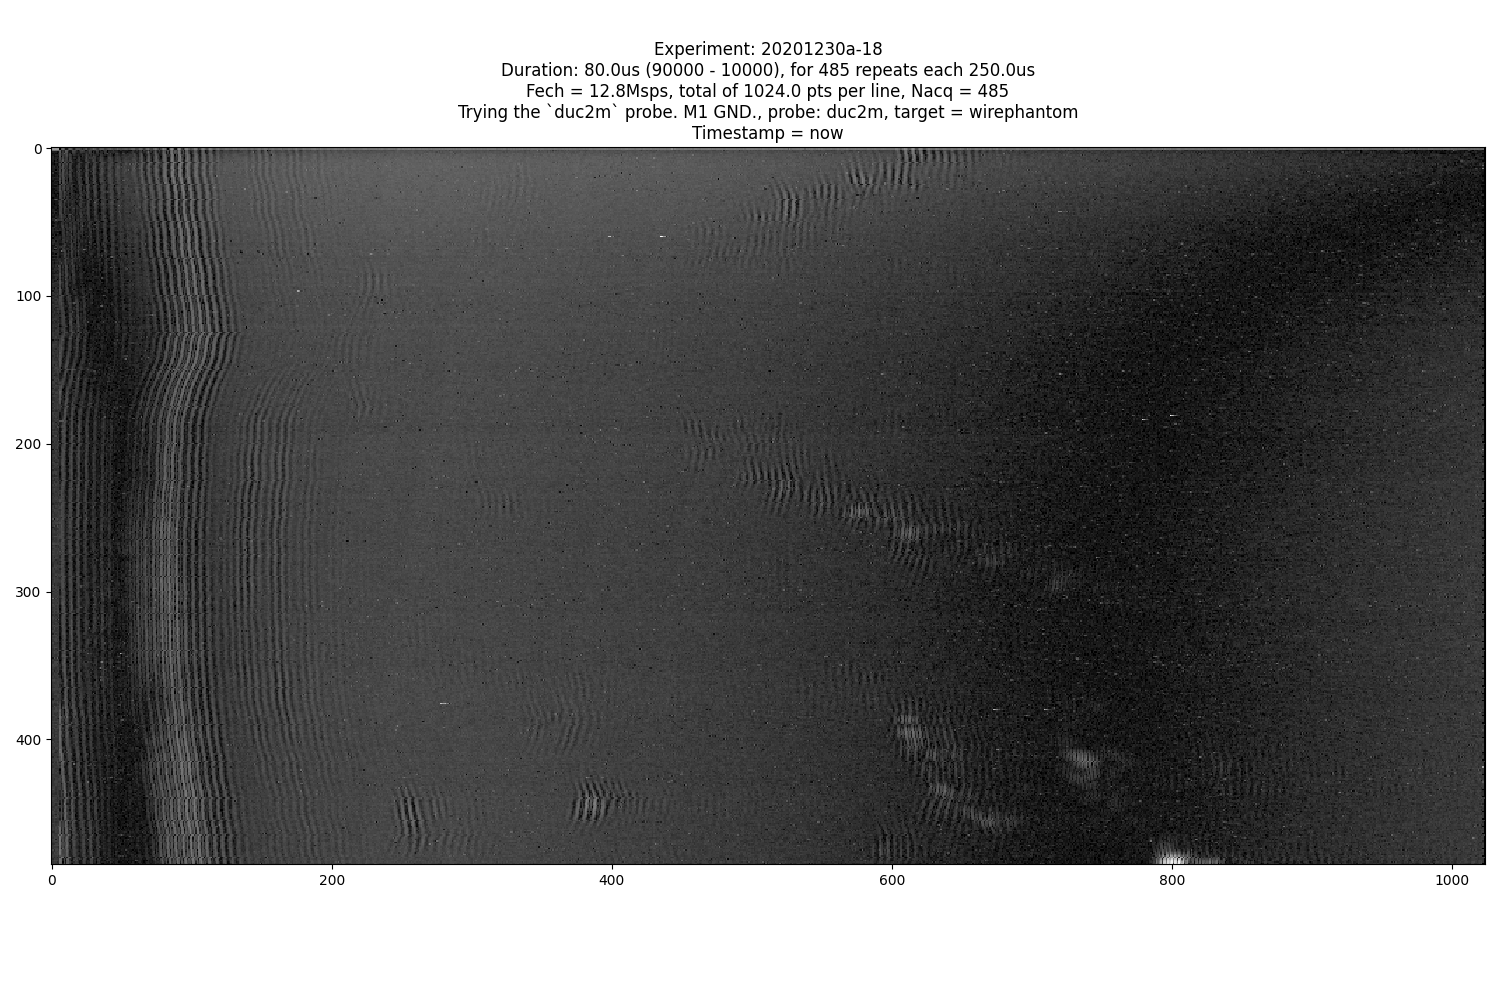 Experiment: 20201230a-18
Duration: 80.0us (90000 - 10000), for 485 repeats each 250.0us
Fech = 12.8Msps, total of 1024.0 pts per line, Nacq = 485
Trying the `duc2m` probe. M1 GND., probe: duc2m, target = wirephantom
Timestamp = now
0
100
200
300
400
0 200 400 600 800 1000